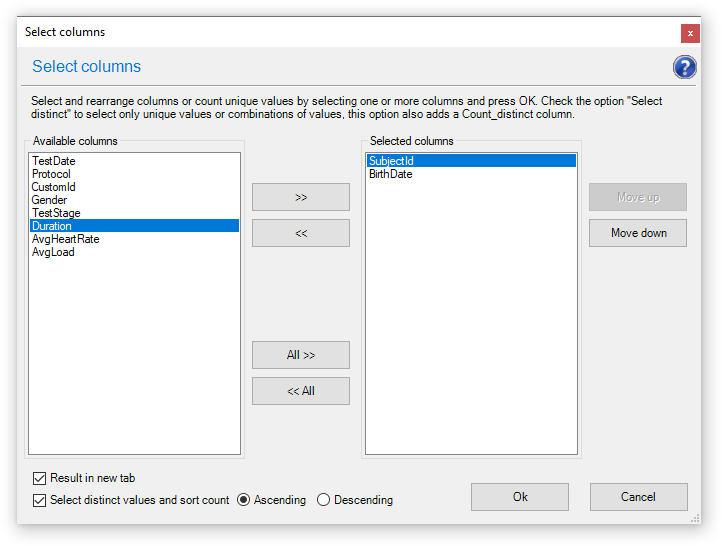 Select columns
x
Select columns
?
Select and rearrange columns or count unique values by selecting one or more columns and press OK. Check the option "Select
distinct" to select only unique values or combinations of values, this option also adds a Count_distinct column.
Available columns
TestDate
Protocol
CustomId
Gender
TestStage
Duration
AvgHeartRate
AvgLoad
>>
<<
All >>
<< All
Selected columns
SubjectId
BirthDate
Move up
Move down
Result in new tab
Select distinct values and sort count
Ascending
Descending
Ok
Cancel